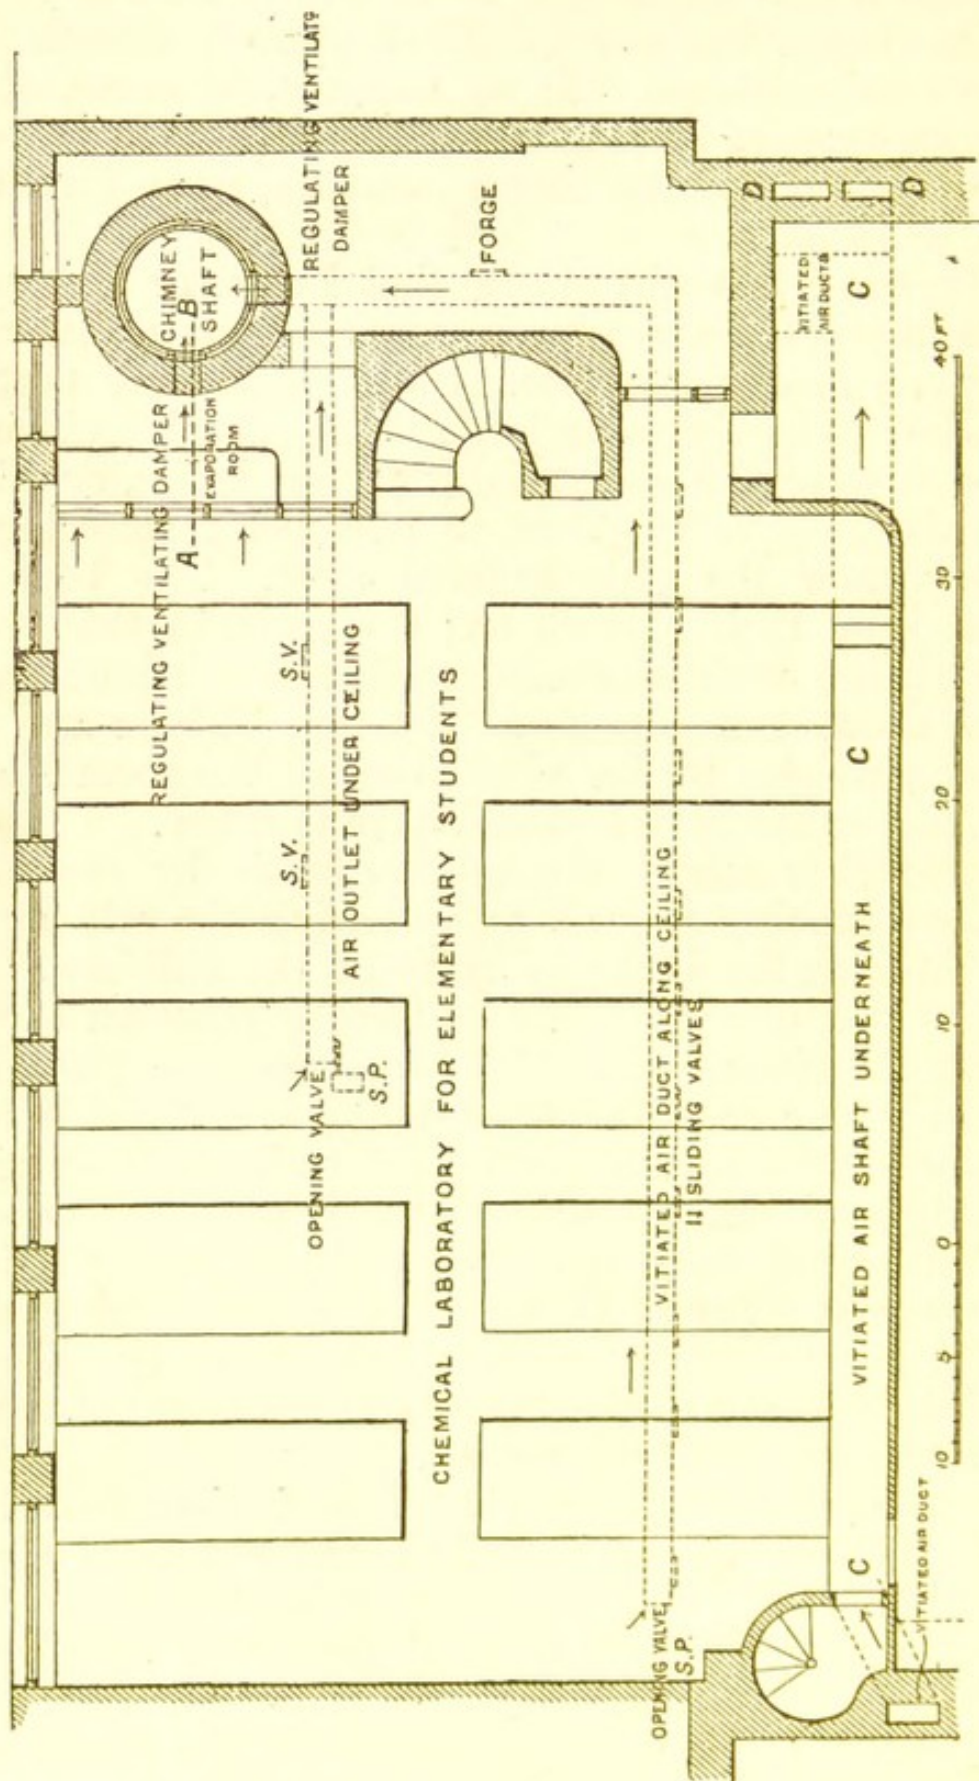 REGULATING VENTILATING DAMPER
CHIMNEY
SHAFT
A
B
EVAPORATION
ROOM
REGULATING VENTILATG
DAMPER
S.V.
S.V.
OPENING VALVE
AIR OUTLET UNDER CEILING
S.P.
CHEMICAL LABORATORY FOR ELEMENTARY STUDENTS
FORGE
OPENING VALVE
S.P.
VITIATED AIR DUCT ALONG CEILING
11 SLIDING VALVES
D
D
VITIATED
AIR DUCTS
C
VITIATED AIR SHAFT UNDERNEATH
C
C
VITIATED AIR DUCT
10 5 0 10 20 30 40 FT